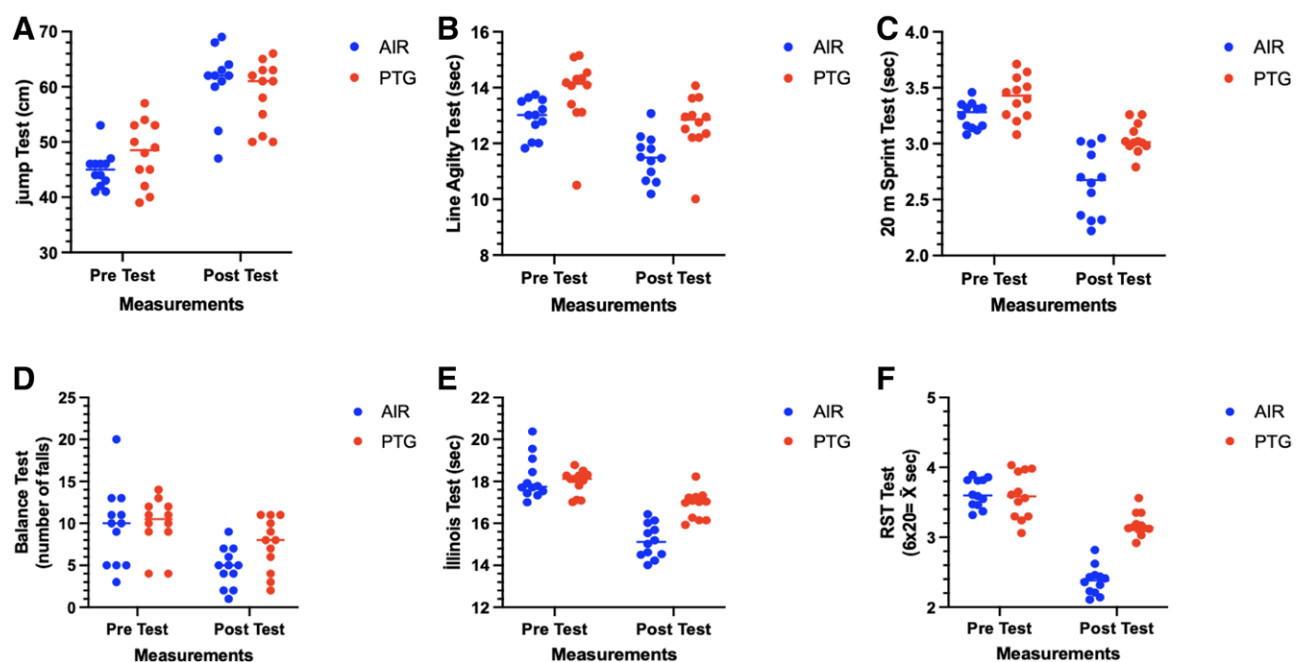 A
jump Test (cm)
60
50
40
30
70
Pre Test
Post Test
Measurements
AIR
PTG
B
Line Agilty Test (sec)
16
14
12
10
8
Pre Test
Post Test
Measurements
AIR
PTG
C
20 m Sprint Test (sec)
4.0
3.5
3.0
2.5
2.0
Pre Test
Post Test
Measurements
AIR
PTG
D
Balance Test
(number of falls)
25
20
15
10
5
0
Pre Test
Post Test
Measurements
AIR
PTG
E
İllinois Test (sec)
22
20
18
16
14
12
Pre Test
Post Test
Measurements
AIR
PTG
F
RST Test
(6x20= X̄ sec)
5
4
3
2
Pre Test
Post Test
Measurements
AIR
PTG